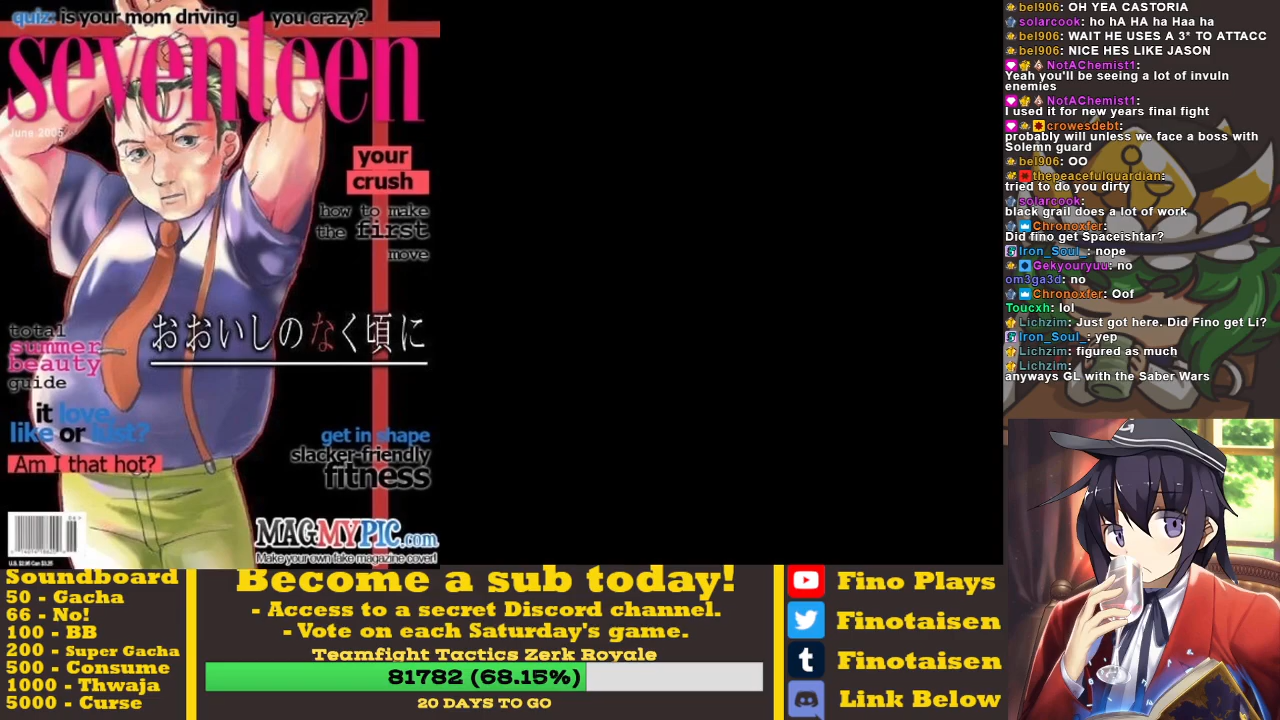 quiz: is your mom driving you crazy?
seventeen
June 2005
your
crush
how to make
the first
move
おおいしのなく頃に
total
summer
beauty
guide
it love,
like or lust?
Am I that hot?
get in shape
slacker-friendly
fitness
MAGMYPIC.com
Make your own fake magazine cover!
bel906: OH YEA CASTORIA
solarcook: ho hA HA ha Haa ha
bel906: WAIT HE USES A 3* TO ATTACC
bel906: NICE HES LIKE JASON
NotAChemist1:
Yeah you'll be seeing a lot of invuln
enemies
NotAChemist1:
I used it for new years final fight
crowesdebt:
probably will unless we face a boss with
Solemn guard
bel906: OO
thepeacefulguardian:
tried to do you dirty
solarcook:
black grail does a lot of work
Chronoxfer:
Did fino get Spaceishtar?
Iron_Soul_: nope
Gekyouryuu: no
om3ga3d: no
Chronoxfer: Oof
Toucxh: lol
Lichzim: Just got here. Did Fino get Li?
Iron_Soul_: yep
Lichzim: figured as much
Lichzim:
anyways GL with the Saber Wars
Soundboard
50 - Gacha
66 - No!
100 - BB
200 - Super Gacha
500 - Consume
1000 - Thwaja
5000 - Curse
Become a sub today!
- Access to a secret Discord channel.
- Vote on each Saturday's game.
Teamfight Tactics Zerk Royale
81782 (68.15%)
20 DAYS TO GO
Fino Plays
Finotaisen
Finotaisen
Link Below